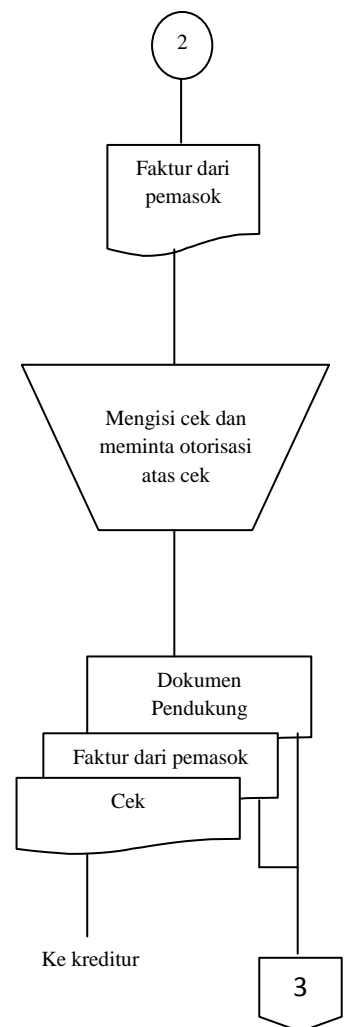 2
Faktur dari
pemasok
Mengisi cek dan
meminta otorisasi
atas cek
Dokumen
Pendukung
Faktur dari pemasok
Cek
Ke kreditur
3